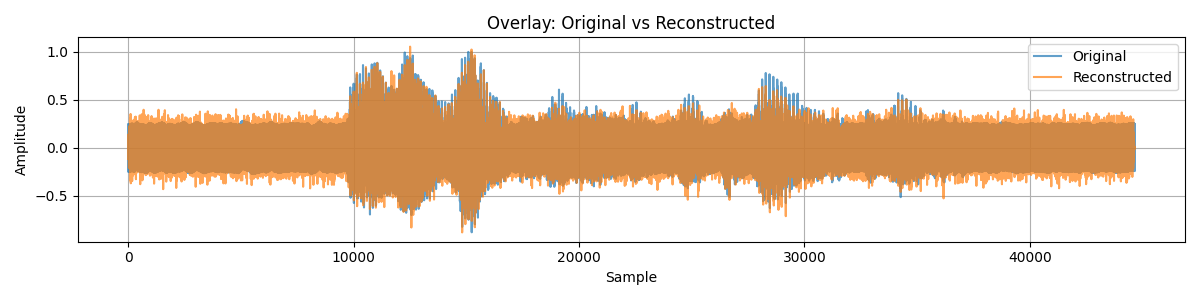 Overlay: Original vs Reconstructed
Original
Reconstructed
Amplitude
1.0
0.5
0.0
−0.5
0
10000
20000
30000
40000
Sample